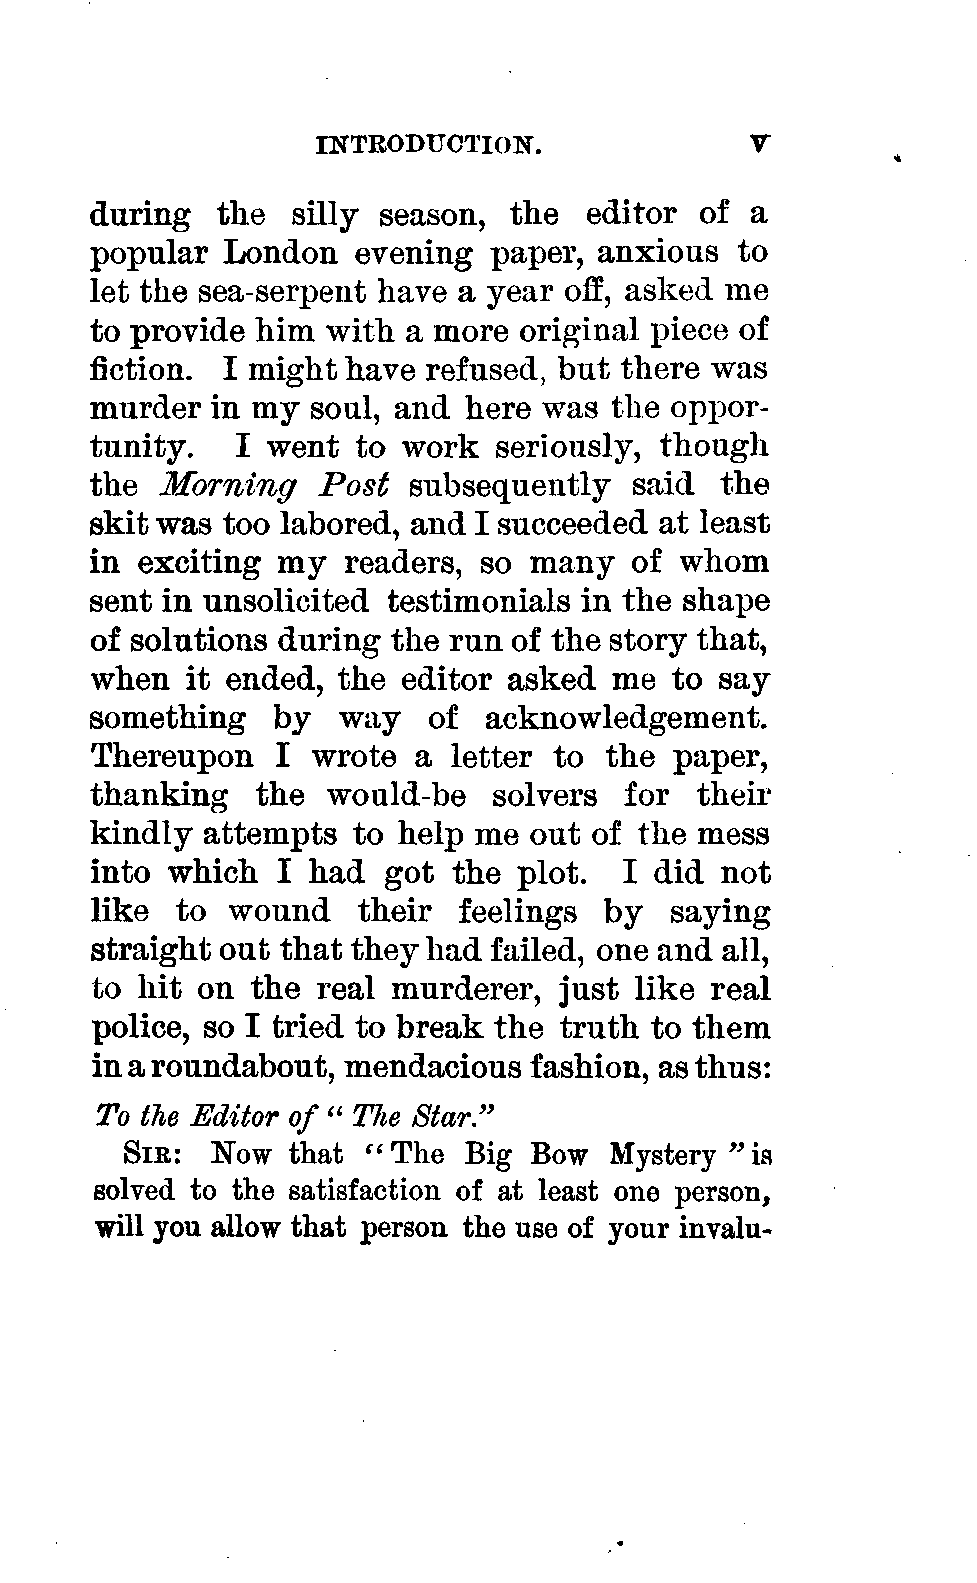 INTRODUCTION. V
during the silly season, the editor of a
popular London evening paper, anxious to
let the sea-serpent have a year off, asked me
to provide him with a more original piece of
fiction. I might have refused, but there was
murder in my soul, and here was the oppor-
tunity. I went to work seriously, though
the Morning Post subsequently said the
skit was too labored, and I succeeded at least
in exciting my readers, so many of whom
sent in unsolicited testimonials in the shape
of solutions during the run of the story that,
when it ended, the editor asked me to say
something by way of acknowledgement.
Thereupon I wrote a letter to the paper,
thanking the would-be solvers for their
kindly attempts to help me out of the mess
into which I had got the plot. I did not
like to wound their feelings by saying
straight out that they had failed, one and all,
to hit on the real murderer, just like real
police, so I tried to break the truth to them
in a roundabout, mendacious fashion, as thus:
To the Editor of “The Star.”
SIR: Now that “The Big Bow Mystery” is
solved to the satisfaction of at least one person,
will you allow that person the use of your invalu-